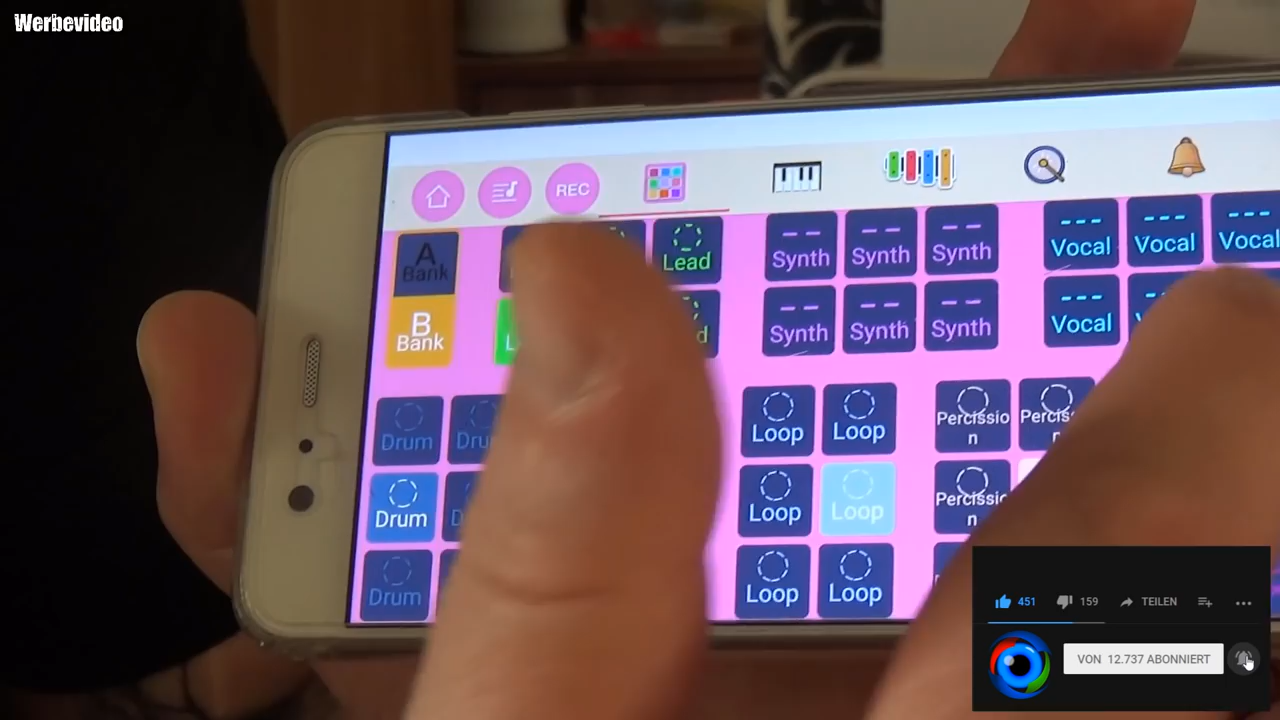 Werbevideo
REC
A
Bank
B
Bank
Lead
Synth
Synth
Synth
Vocal
Vocal
Vocal
Synth
Synth
Synth
Vocal
Drum
Loop
Loop
Percissio
n
Percissio
n
Drum
Loop
Loop
Percissio
n
Drum
Loop
Loop
451
159
TEILEN
VON 12.737 ABONNIERT